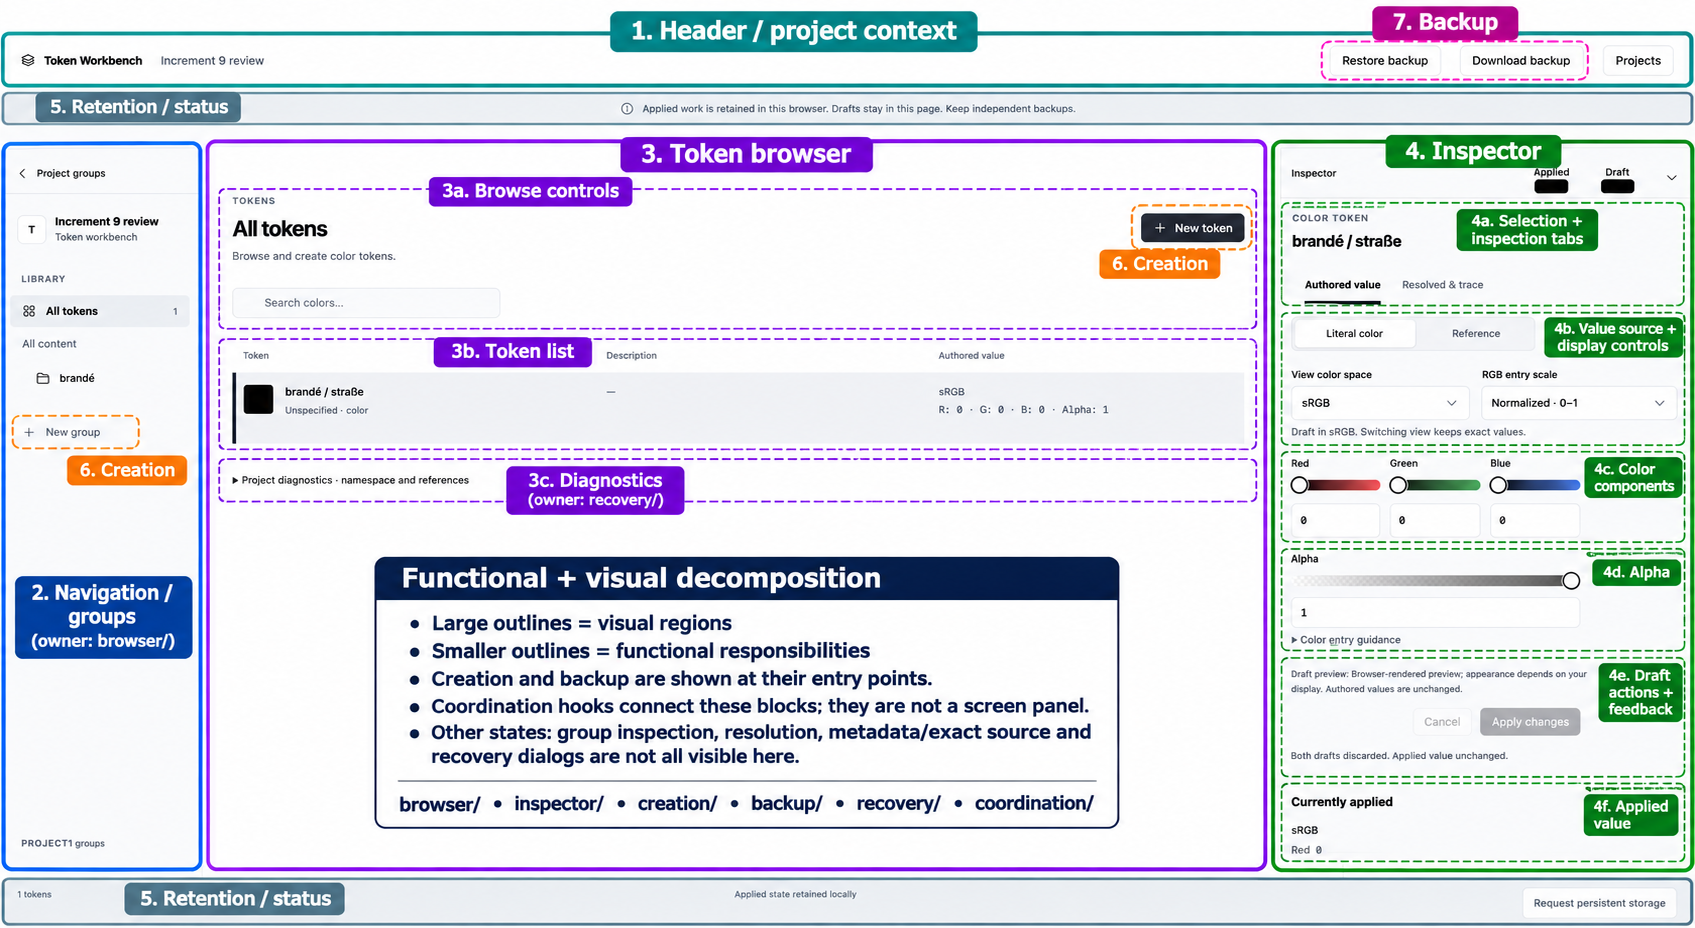 1. Header / project context
7. Backup
Token Workbench
Increment 9 review
Restore backup
Download backup
Projects
5. Retention / status
Applied work is retained in this browser. Drafts stay in this page. Keep independent backups.
Project groups
T
Increment 9 review
Token workbench
LIBRARY
All tokens
1
All content
brandé
+ New group
6. Creation
2. Navigation /
groups
(owner: browser/)
PROJECT1 groups
3. Token browser
3a. Browse controls
TOKENS
All tokens
Browse and create color tokens.
+ New token
6. Creation
Search colors...
3b. Token list
Token
Description
Authored value
brandé / straße
Unspecified · color
—
sRGB
R: 0 · G: 0 · B: 0 · Alpha: 1
Project diagnostics · namespace and references
3c. Diagnostics
(owner: recovery/)
Functional + visual decomposition
• Large outlines = visual regions
• Smaller outlines = functional responsibilities
• Creation and backup are shown at their entry points.
• Coordination hooks connect these blocks; they are not a screen panel.
• Other states: group inspection, resolution, metadata/exact source and
recovery dialogs are not all visible here.
browser/ • inspector/ • creation/ • backup/ • recovery/ • coordination/
4. Inspector
Inspector
Applied
Draft
COLOR TOKEN
brandé / straße
4a. Selection +
inspection tabs
Authored value
Resolved & trace
Literal color
Reference
4b. Value source +
display controls
View color space
RGB entry scale
sRGB
Normalized · 0–1
Draft in sRGB. Switching view keeps exact values.
Red
Green
Blue
4c. Color
components
0
0
0
Alpha
4d. Alpha
1
Color entry guidance
Draft preview: Browser-rendered preview; appearance depends on your
display. Authored values are unchanged.
4e. Draft
actions +
feedback
Cancel
Apply changes
Both drafts discarded. Applied value unchanged.
Currently applied
4f. Applied
value
sRGB
Red 0
1 tokens
5. Retention / status
Applied state retained locally
Request persistent storage